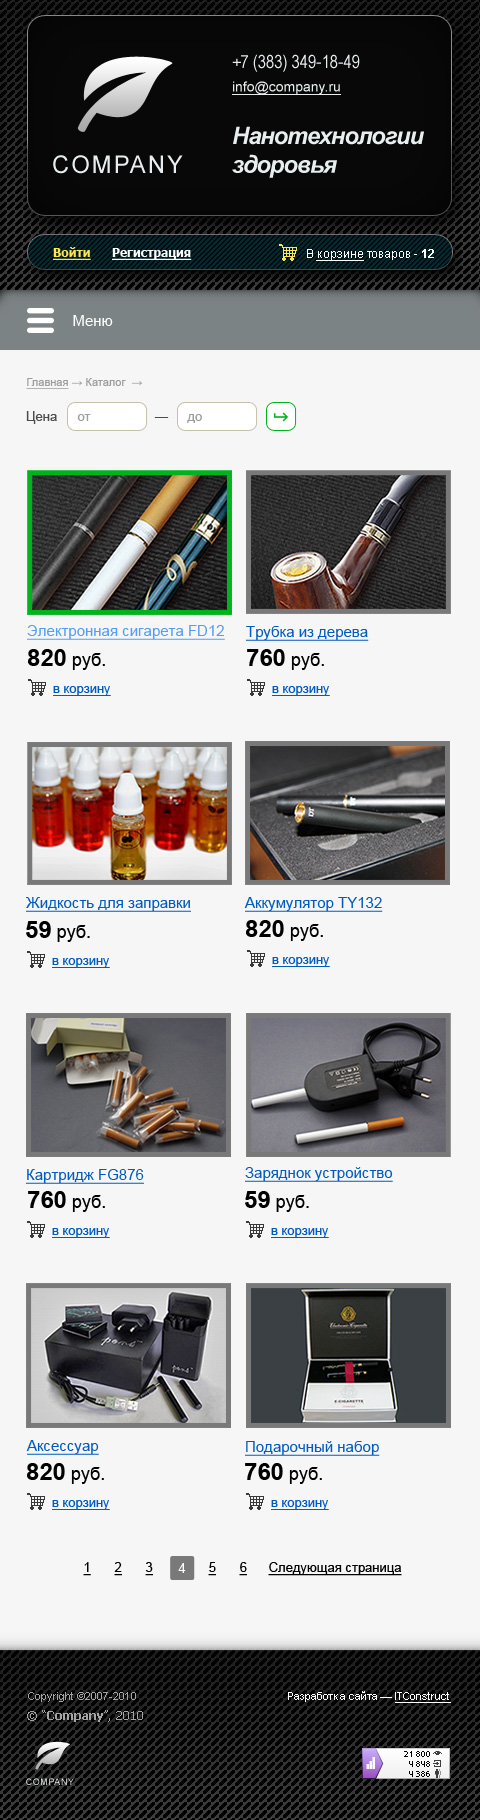 COMPANY
+7 (383) 349-18-49
info@company.ru
Нанотехнологии
здоровья
Войти Регистрация В корзине товаров - 12
Меню
Главная → Каталог →
Цена от — до
Электронная сигарета FD12
820 руб.
в корзину
Трубка из дерева
760 руб.
в корзину
Жидкость для заправки
59 руб.
в корзину
Аккумулятор TY132
820 руб.
в корзину
Картридж FG876
760 руб.
в корзину
Заряднок устройство
59 руб.
в корзину
Аксессуар
820 руб.
в корзину
Подарочный набор
760 руб.
в корзину
1 2 3 4 5 6 Следующая страница
Copyright ©2007-2010
© "Company", 2010
Разработка сайта — ITConstruct
COMPANY
21 800
4 848
4 386